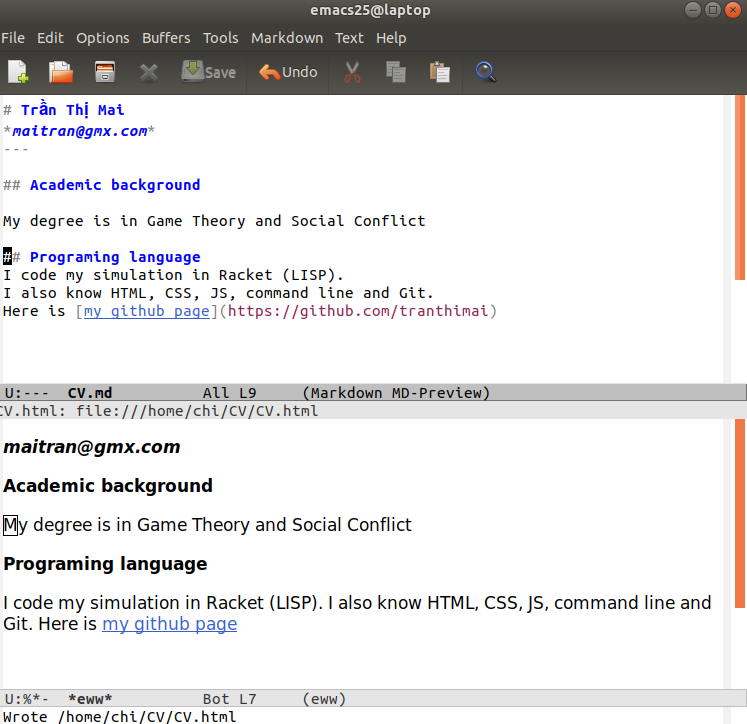 emacs25@laptop
File Edit Options Buffers Tools Markdown Text Help
Save Undo
# Trần Thị Mai
*maitran@gmx.com*
---
## Academic background
My degree is in Game Theory and Social Conflict
## Programing language
I code my simulation in Racket (LISP).
I also know HTML, CSS, JS, command line and Git.
Here is [my github page](https://github.com/tranthimai)
U:--- CV.md All L9 (Markdown MD-Preview)
CV.html: file:///home/chi/CV/CV.html
maitran@gmx.com
Academic background
My degree is in Game Theory and Social Conflict
Programing language
I code my simulation in Racket (LISP). I also know HTML, CSS, JS, command line and
Git. Here is my github page
U:%*- *eww* Bot L7 (eww)
Wrote /home/chi/CV/CV.html